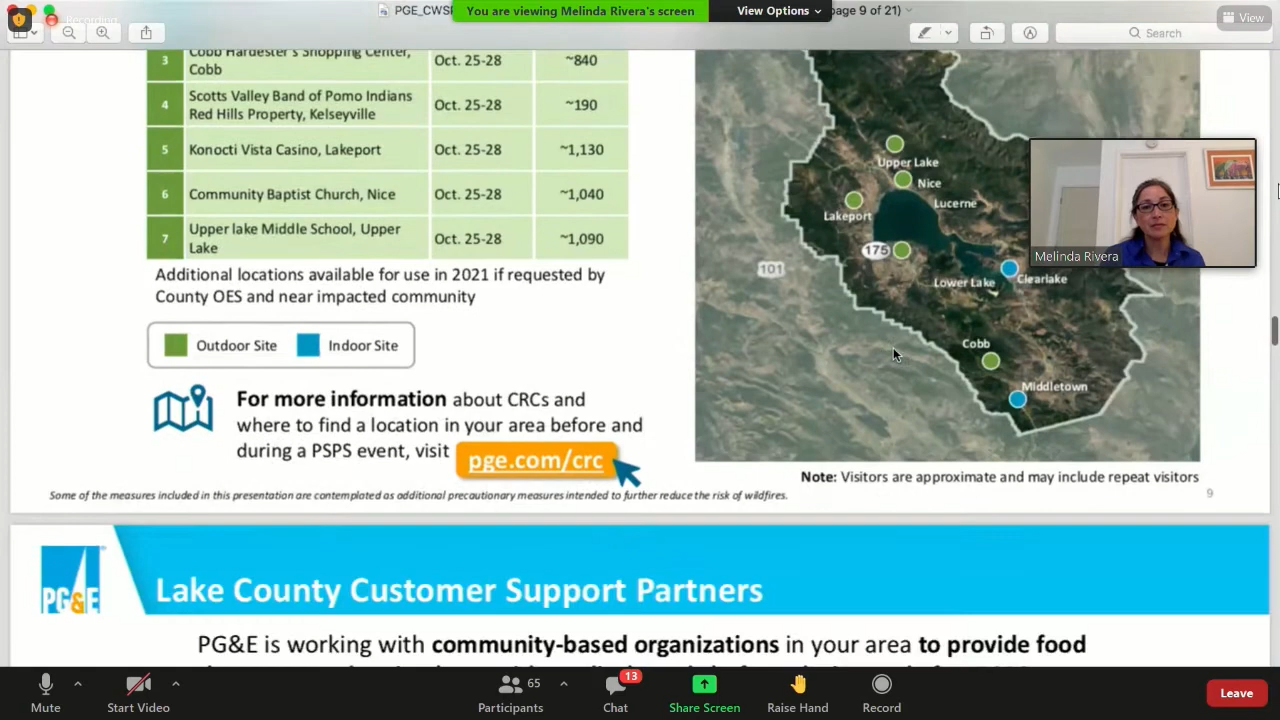 Recording
PGE_CWSP
You are viewing Melinda Rivera's screen
View Options
page 9 of 21)
View
Search
3 Cobb Hardester's Shopping Center, Cobb Oct. 25-28 ~840
4 Scotts Valley Band of Pomo Indians Red Hills Property, Kelseyville Oct. 25-28 ~190
5 Konocti Vista Casino, Lakeport Oct. 25-28 ~1,130
6 Community Baptist Church, Nice Oct. 25-28 ~1,040
7 Upper lake Middle School, Upper Lake Oct. 25-28 ~1,090
Additional locations available for use in 2021 if requested by
County OES and near impacted community
Outdoor Site Indoor Site
For more information about CRCs and
where to find a location in your area before and
during a PSPS event, visit pge.com/crc
Upper Lake
Nice
Lucerne
Lakeport
175
101
Lower Lake
Clearlake
Cobb
Middletown
Melinda Rivera
Note: Visitors are approximate and may include repeat visitors
Some of the measures included in this presentation are contemplated as additional precautionary measures intended to further reduce the risk of wildfires.
9
PG&E
Lake County Customer Support Partners
PG&E is working with community-based organizations in your area to provide food
Mute
Start Video
65
Participants
13
Chat
Share Screen
Raise Hand
Record
Leave